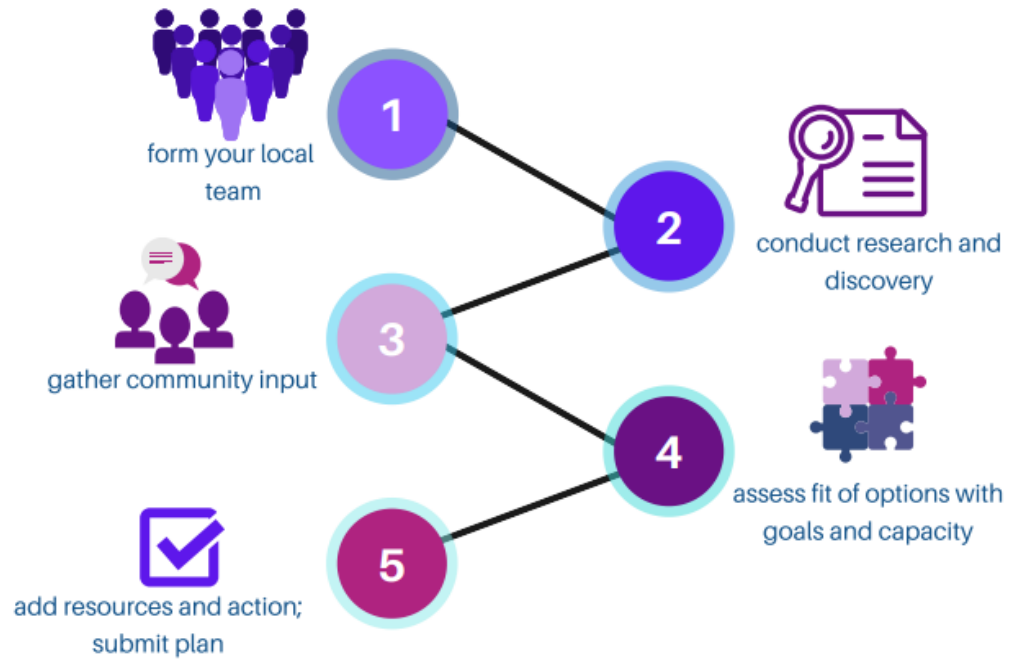 1
form your local
team
2
conduct research and
discovery
3
gather community input
4
assess fit of options with
goals and capacity
5
add resources and action;
submit plan